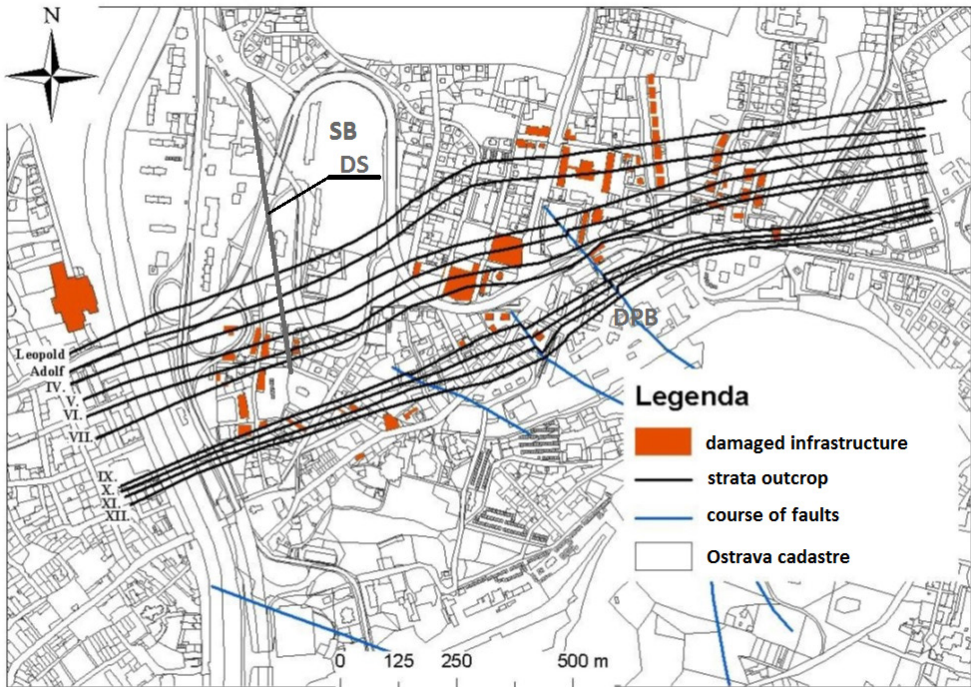 N
SB
DS
DPB
Leopold
Adolf
IV.
V.
VI.
VII.
IX.
X.
XI.
XII.
Legenda
damaged infrastructure
strata outcrop
course of faults
Ostrava cadastre
0 125 250 500 m